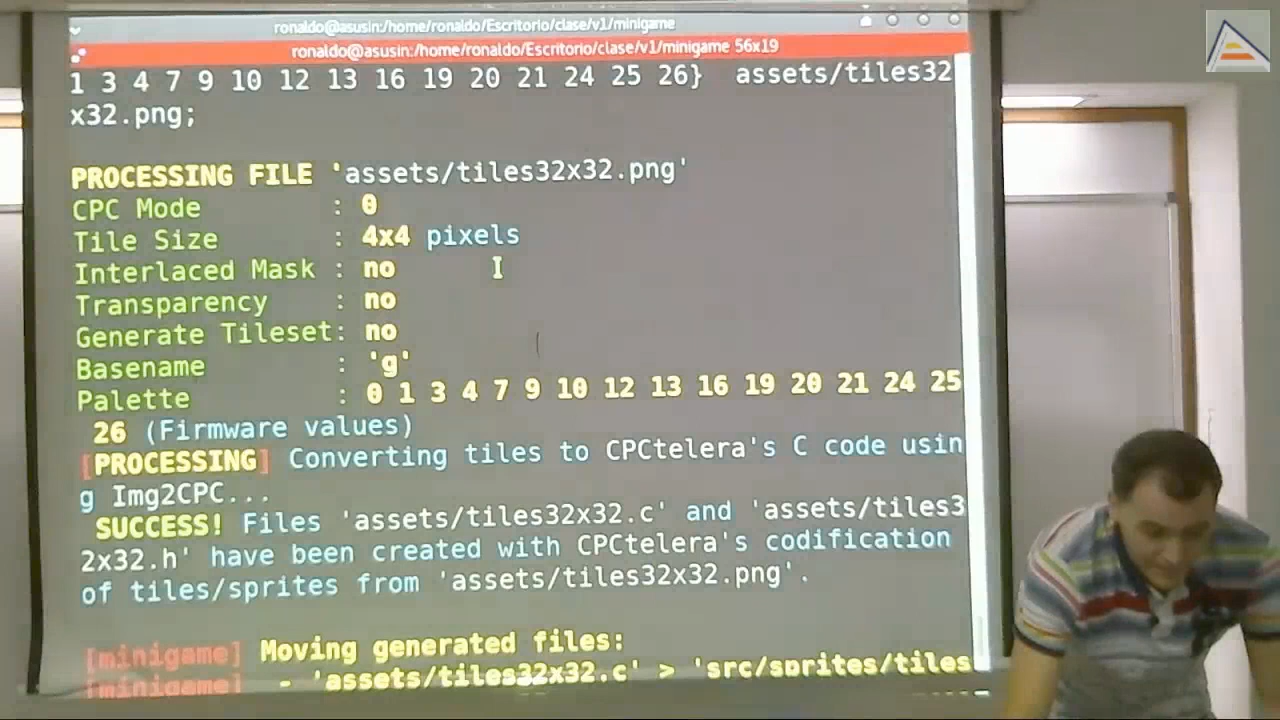 ronaldo@asusin:/home/ronaldo/Escritorio/clase/v1/minigame
ronaldo@asusin:/home/ronaldo/Escritorio/clase/v1/minigame 56x19
1 3 4 7 9 10 12 13 16 19 20 21 24 25 26} assets/tiles32
x32.png;
PROCESSING FILE 'assets/tiles32x32.png'
CPC Mode : 0
Tile Size : 4x4 pixels
Interlaced Mask : no
Transparency : no
Generate Tileset: no
Basename : 'g'
Palette : 0 1 3 4 7 9 10 12 13 16 19 20 21 24 25
26 (Firmware values)
[PROCESSING] Converting tiles to CPCtelera's C code usin
g Img2CPC...
SUCCESS! Files 'assets/tiles32x32.c' and 'assets/tiles3
2x32.h' have been created with CPCtelera's codification
of tiles/sprites from 'assets/tiles32x32.png'.
[minigame] Moving generated files:
[minigame] - 'assets/tiles32x32.c' > 'src/sprites/tiles